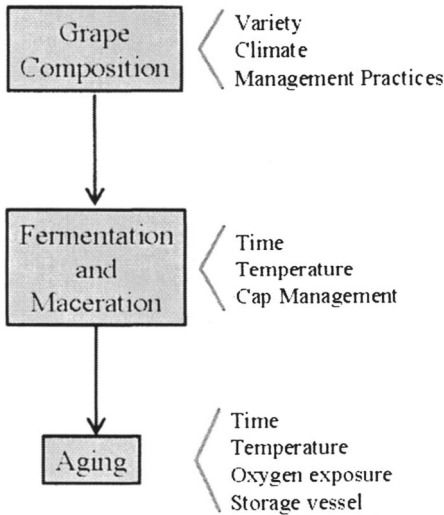 Grape
Composition
Variety
Climate
Management Practices
Fermentation
and
Maceration
Time
Temperature
Cap Management
Aging
Time
Temperature
Oxygen exposure
Storage vessel